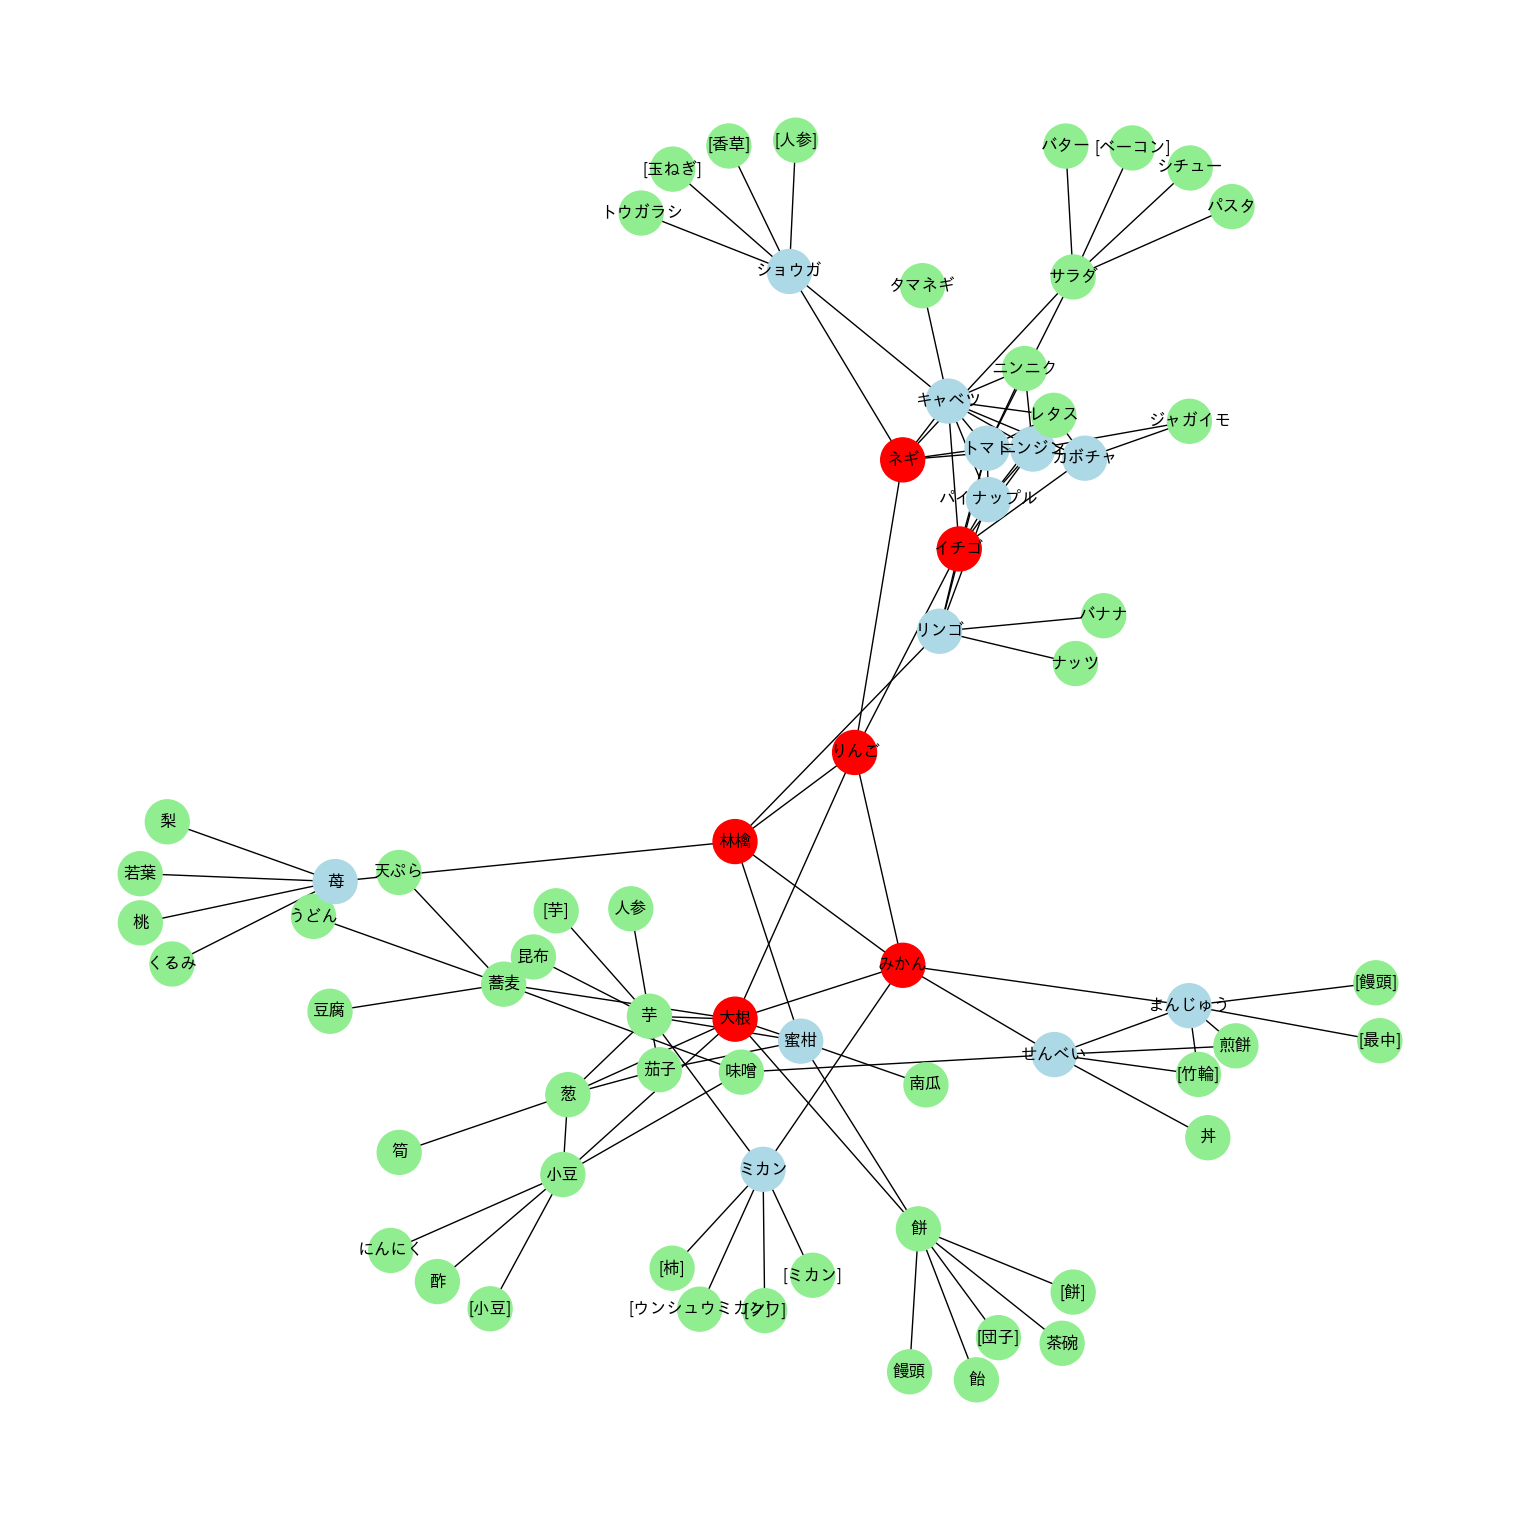 [人参]
[香草]
バター
[ベーコン]
シチュー
[玉ねぎ]
パスタ
トウガラシ
ショウガ
サラダ
タマネギ
ニンニク
キャベツ
レタス
ジャガイモ
ネギ
トマト
ニンジン
カボチャ
パイナップル
イチゴ
バナナ
リンゴ
ナッツ
りんご
梨
林檎
若葉
天ぷら
苺
人参
[芋]
うどん
桃
昆布
くるみ
みかん
蕎麦
[饅頭]
豆腐
芋
大根
まんじゅう
蜜柑
[最中]
煎餅
せんべい
茄子
味噌
[竹輪]
南瓜
葱
丼
筍
ミカン
小豆
餅
にんにく
[柿]
[ミカン]
酢
[餅]
[小豆]
[ウンシュウミカン]
[団子]
茶碗
饅頭
飴